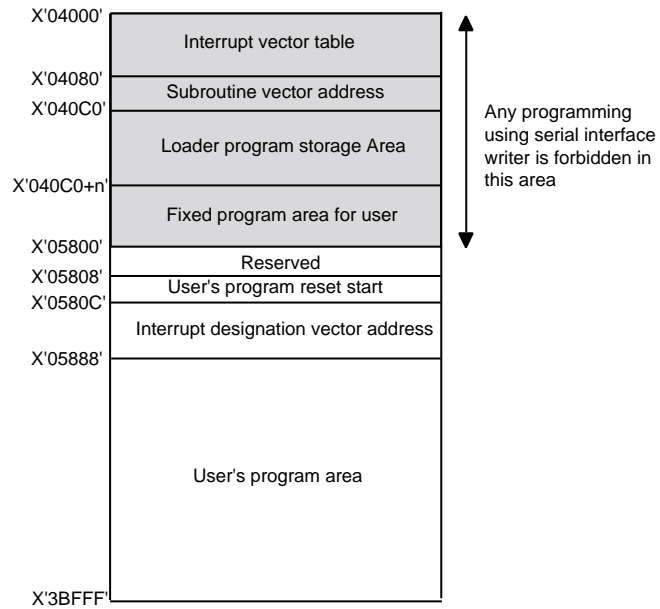 X'04000'
Interrupt vector table
X'04080'
Subroutine vector address
X'040C0'
Loader program storage Area
X'040C0+n'
Fixed program area for user
X'05800'
Reserved
X'05808'
User's program reset start
X'0580C'
Interrupt designation vector address
X'05888'
User's program area
X'3BFFF'
Any programming
using serial interface
writer is forbidden in
this area